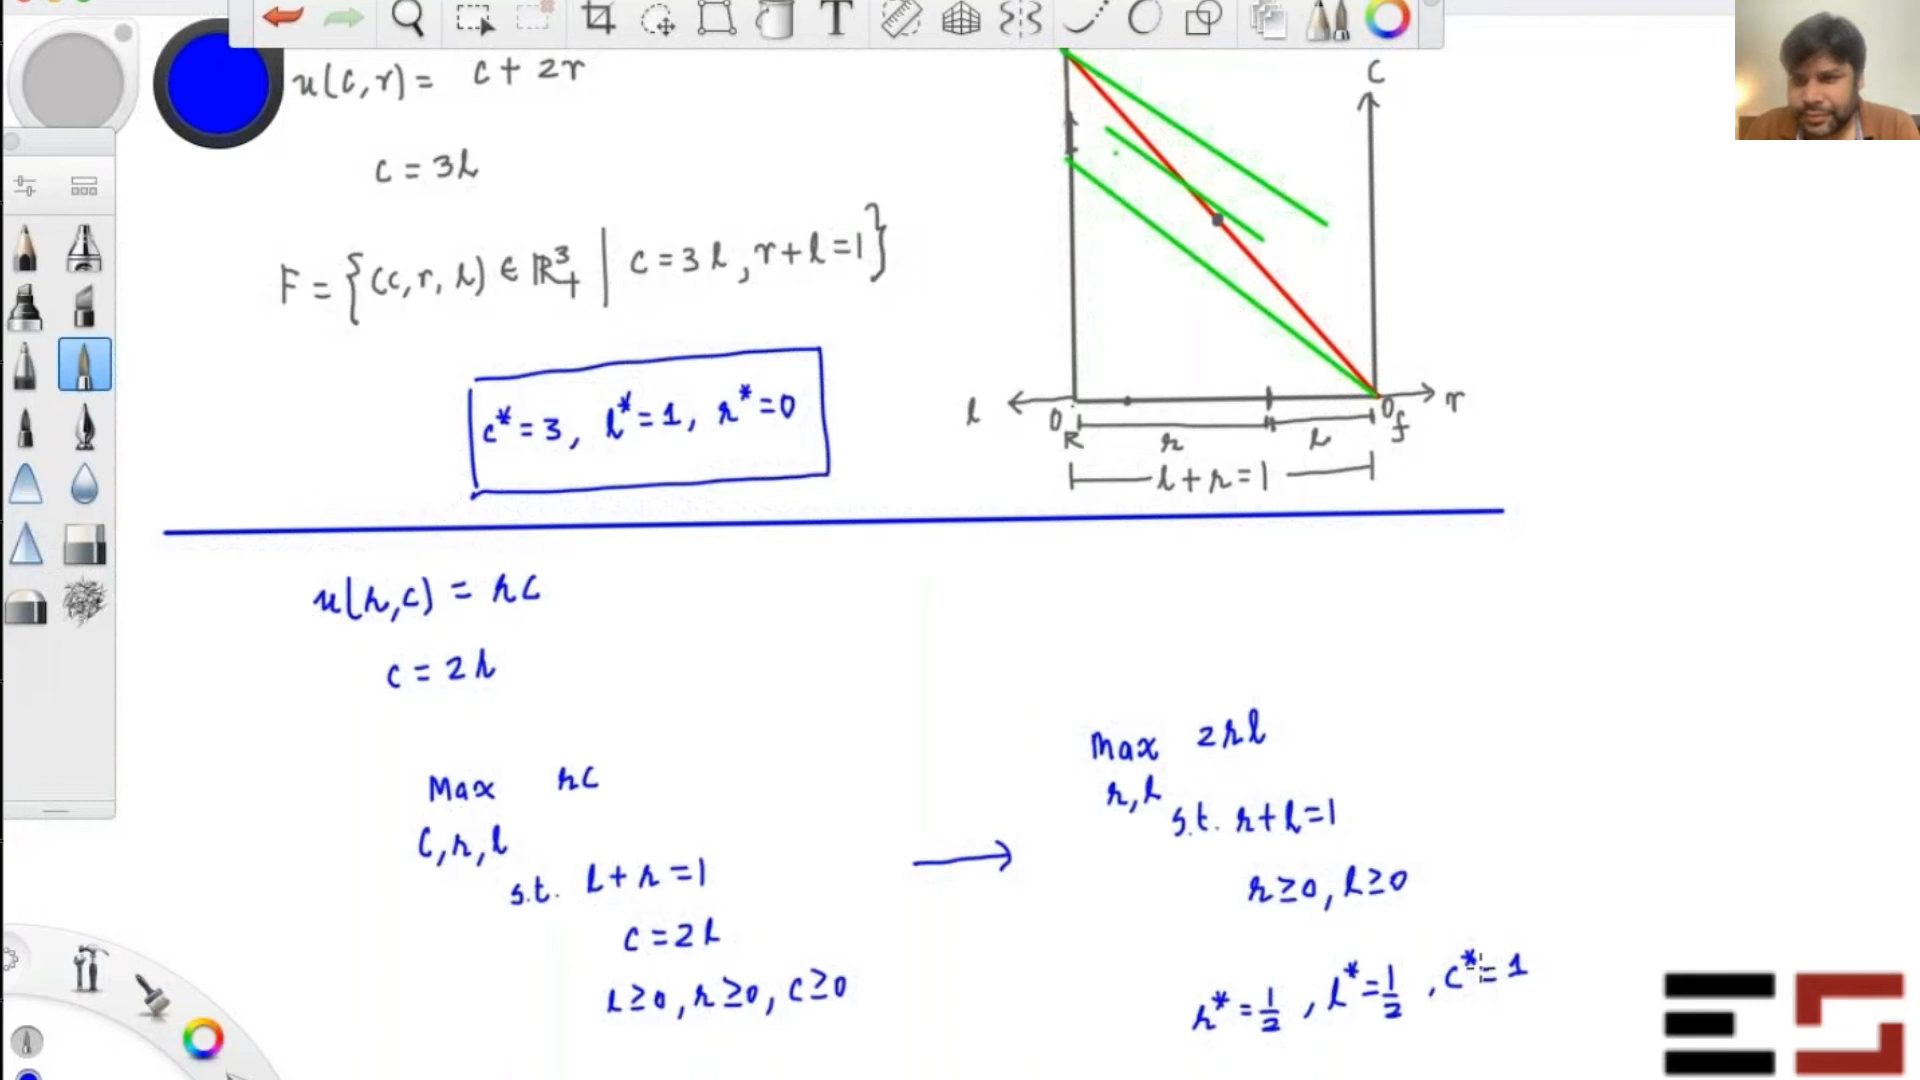 u(c,r) = c + 2r
c = 3l
F = {(c, r, l) ∈ ℝ³₊ | c = 3l, r + l = 1}
c* = 3, l* = 1, r* = 0
C
l
0
R
r
l
0
f
r
l + r = 1
u(r,c) = rc
c = 2l
Max rc
C, r, l
s.t. l + r = 1
c = 2l
l ≥ 0, r ≥ 0, c ≥ 0
→
Max 2rl
r, l
s.t. r + l = 1
r ≥ 0, l ≥ 0
r* = 1/2, l* = 1/2, c* = 1
T
ES